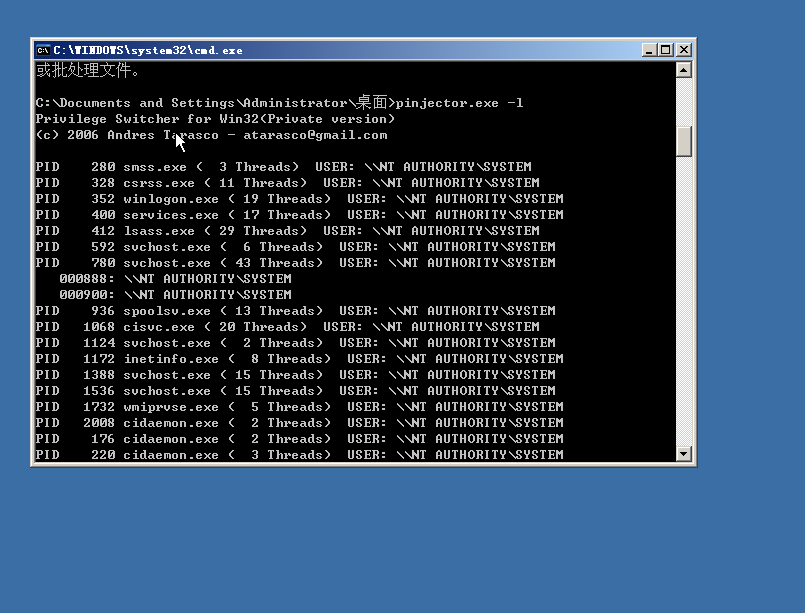 C:\WINDOWS\system32\cmd.exe
或批处理文件。
C:\Documents and Settings\Administrator\桌面>pinjector.exe -l
Privilege Switcher for Win32(Private version)
(c) 2006 Andres Tarasco - atarasco@gmail.com
PID    280 smss.exe (  3 Threads)  USER: \\NT AUTHORITY\SYSTEM
PID    328 csrss.exe ( 11 Threads)  USER: \\NT AUTHORITY\SYSTEM
PID    352 winlogon.exe ( 19 Threads)  USER: \\NT AUTHORITY\SYSTEM
PID    400 services.exe ( 17 Threads)  USER: \\NT AUTHORITY\SYSTEM
PID    412 lsass.exe ( 29 Threads)  USER: \\NT AUTHORITY\SYSTEM
PID    592 svchost.exe (  6 Threads)  USER: \\NT AUTHORITY\SYSTEM
PID    780 svchost.exe ( 43 Threads)  USER: \\NT AUTHORITY\SYSTEM
   000888: \\NT AUTHORITY\SYSTEM
   000900: \\NT AUTHORITY\SYSTEM
PID    936 spoolsv.exe ( 13 Threads)  USER: \\NT AUTHORITY\SYSTEM
PID   1068 cisvc.exe ( 20 Threads)  USER: \\NT AUTHORITY\SYSTEM
PID   1124 svchost.exe (  2 Threads)  USER: \\NT AUTHORITY\SYSTEM
PID   1172 inetinfo.exe (  8 Threads)  USER: \\NT AUTHORITY\SYSTEM
PID   1388 svchost.exe ( 15 Threads)  USER: \\NT AUTHORITY\SYSTEM
PID   1536 svchost.exe ( 15 Threads)  USER: \\NT AUTHORITY\SYSTEM
PID   1732 wmiprvse.exe (  5 Threads)  USER: \\NT AUTHORITY\SYSTEM
PID   2008 cidaemon.exe (  2 Threads)  USER: \\NT AUTHORITY\SYSTEM
PID    176 cidaemon.exe (  2 Threads)  USER: \\NT AUTHORITY\SYSTEM
PID    220 cidaemon.exe (  3 Threads)  USER: \\NT AUTHORITY\SYSTEM